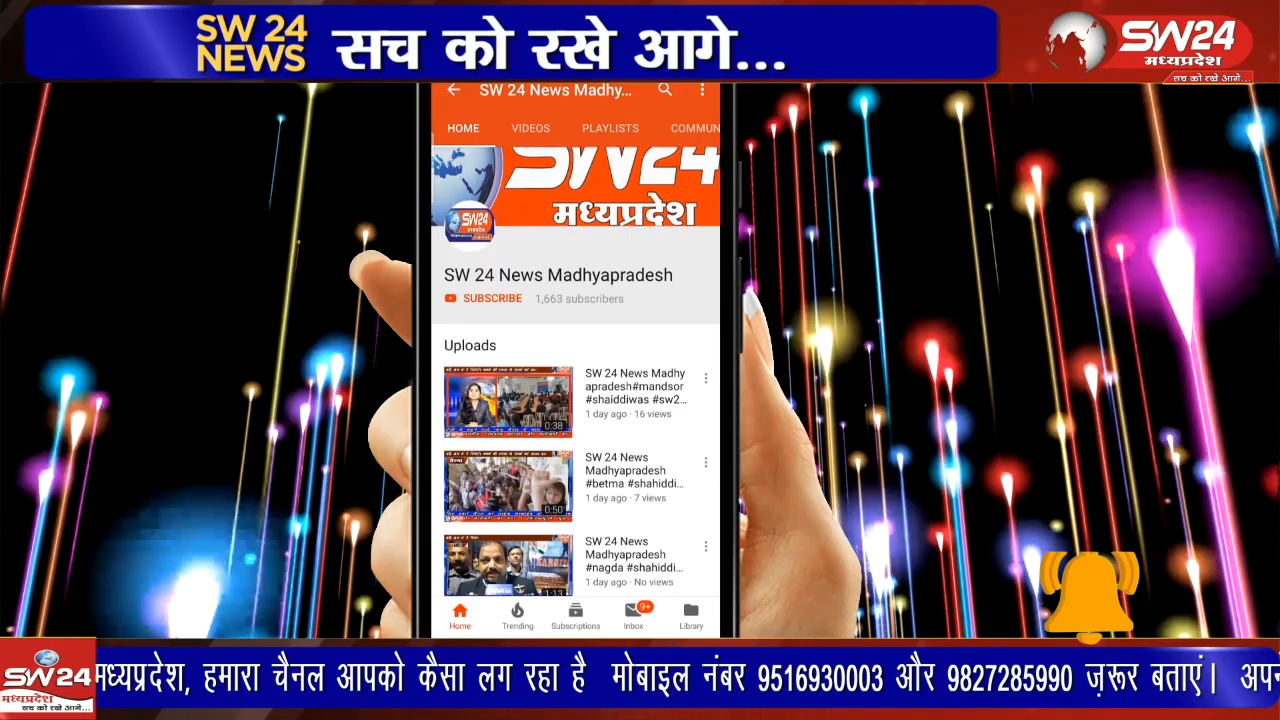 SW 24
NEWS
सच को रखे आगे...
SW24
मध्यप्रदेश
सच को रखे आगे...
SW 24 News Madhy...
HOME VIDEOS PLAYLISTS COMMUN
SW24
मध्यप्रदेश
SW24
SW 24 News Madhyapradesh
SUBSCRIBE 1,663 subscribers
Uploads
SW 24 News Madhy
apradesh#mandsor
#shaiddiwas #sw2...
1 day ago · 16 views
0:38
SW 24 News
Madhyapradesh
#betma #shahiddi...
1 day ago · 7 views
0:50
SW 24 News
Madhyapradesh
#nagda #shahiddi...
1 day ago · No views
1:13
9+
Home Trending Subscriptions Inbox Library
SW24
मध्यप्रदेश
सच को रखे आगे...
मध्यप्रदेश, हमारा चैनल आपको कैसा लग रहा है मोबाइल नंबर 9516930003 और 9827285990 ज़रूर बताएं। अपन